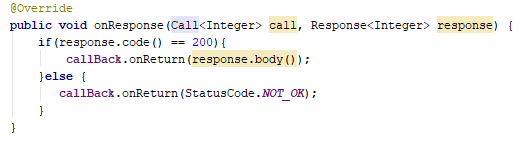 @Override
public void onResponse(Call<Integer> call, Response<Integer> response) {
    if(response.code() == 200){
        callBack.onReturn(response.body());
    }else {
       callBack.onReturn(StatusCode.NOT_OK);
    }
}